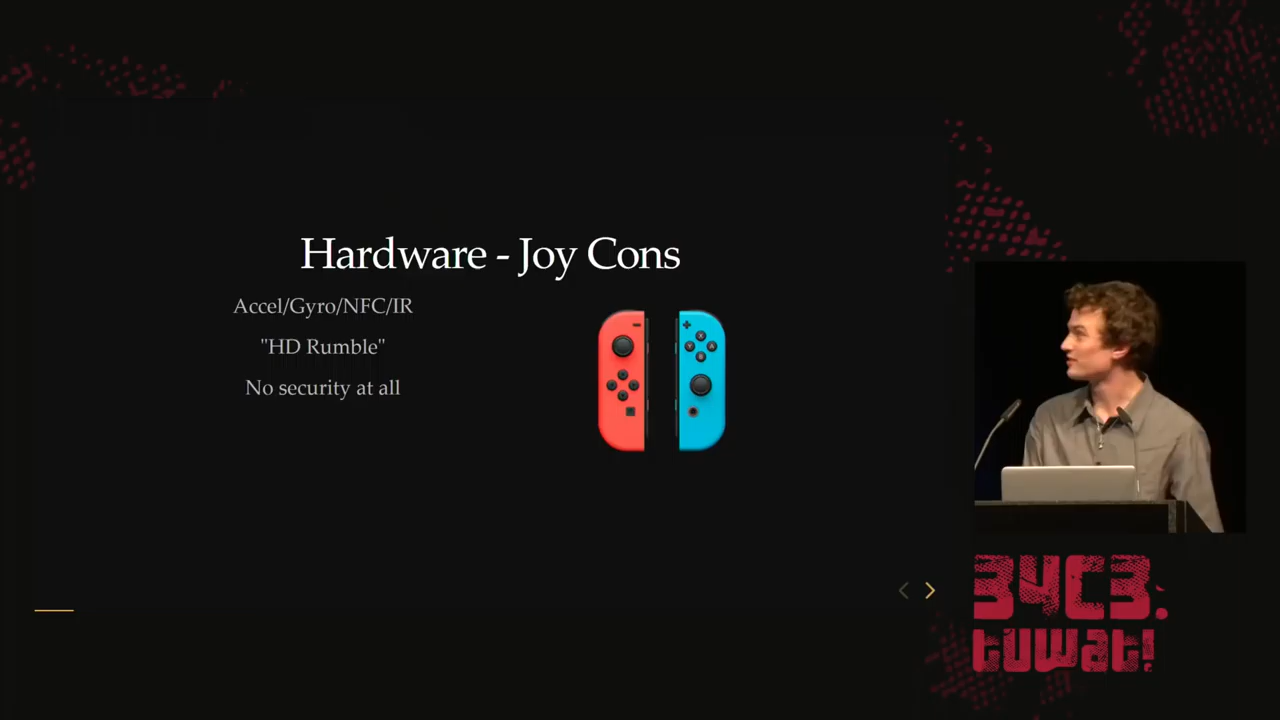 Hardware - Joy Cons
Accel/Gyro/NFC/IR
"HD Rumble"
No security at all
34C3.
tuwat!